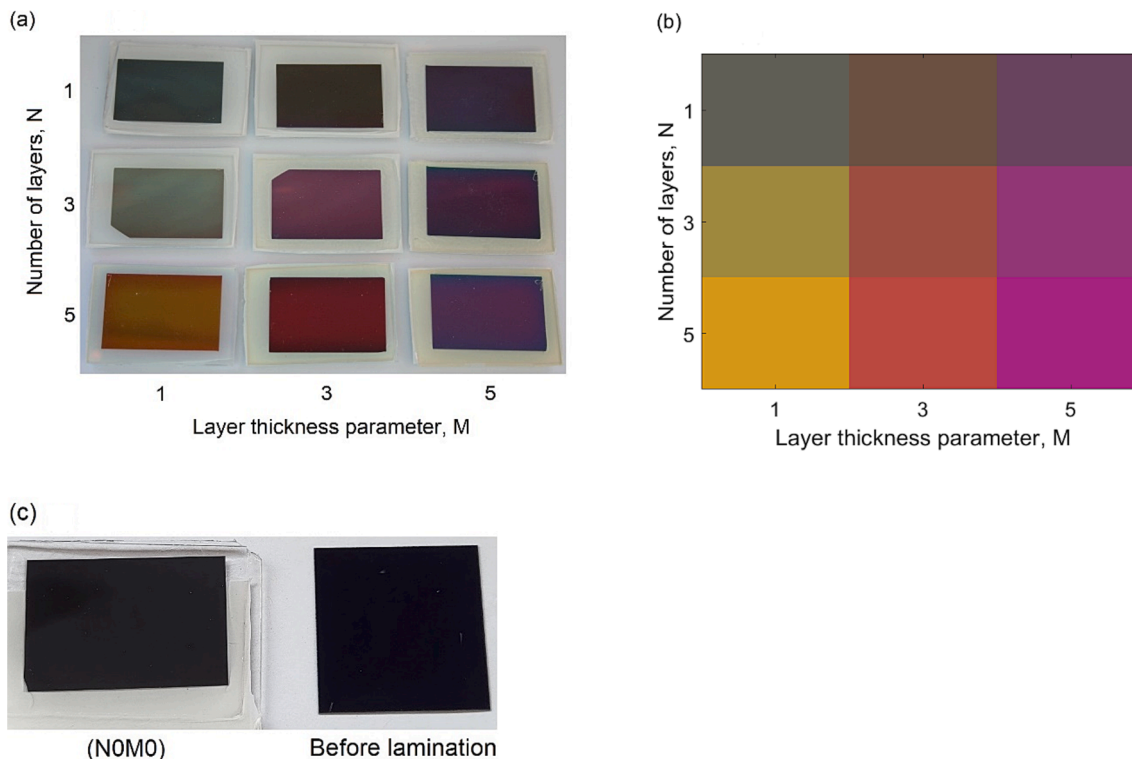 (a)
Number of layers, N
1
3
5
1 3 5
Layer thickness parameter, M
(b)
Number of layers, N
1
3
5
1 3 5
Layer thickness parameter, M
(c)
(N0M0) Before lamination